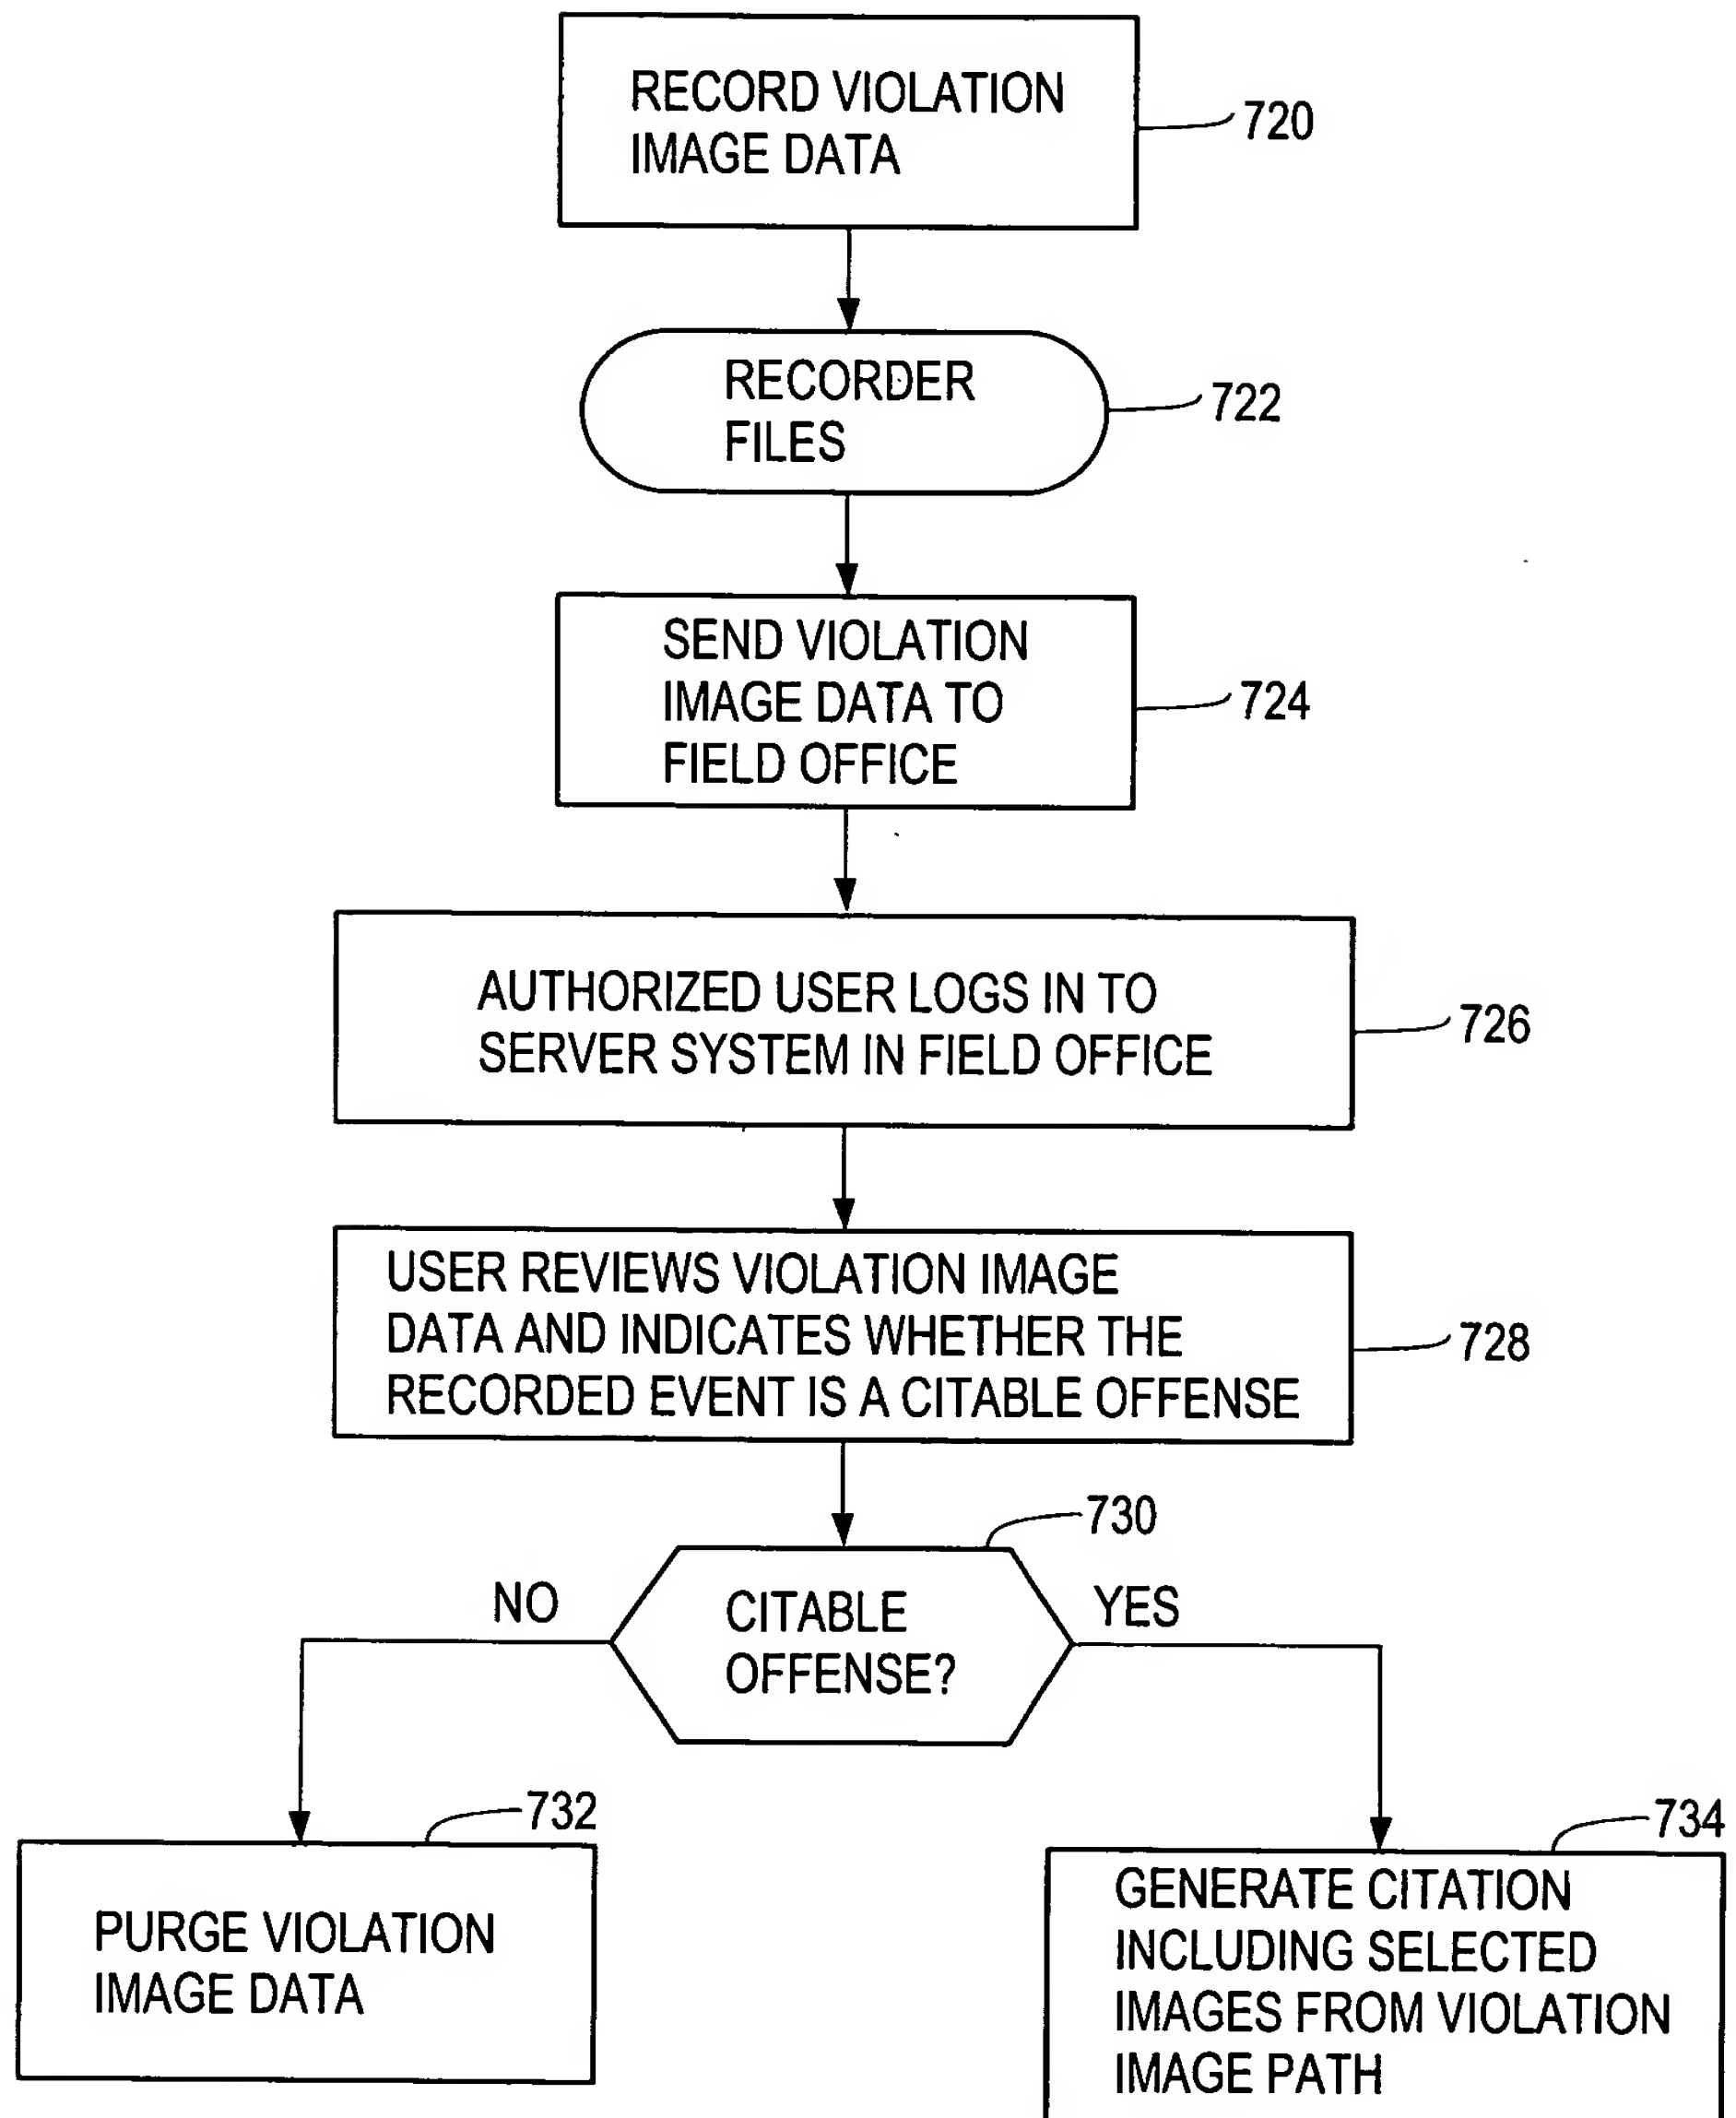 RECORD VIOLATION
IMAGE DATA
720
RECORDER
FILES
722
SEND VIOLATION
IMAGE DATA TO
FIELD OFFICE
724
AUTHORIZED USER LOGS IN TO
SERVER SYSTEM IN FIELD OFFICE
726
USER REVIEWS VIOLATION IMAGE
DATA AND INDICATES WHETHER THE
RECORDED EVENT IS A CITABLE OFFENSE
728
730
NO
CITABLE
OFFENSE?
YES
732
PURGE VIOLATION
IMAGE DATA
734
GENERATE CITATION
INCLUDING SELECTED
IMAGES FROM VIOLATION
IMAGE PATH